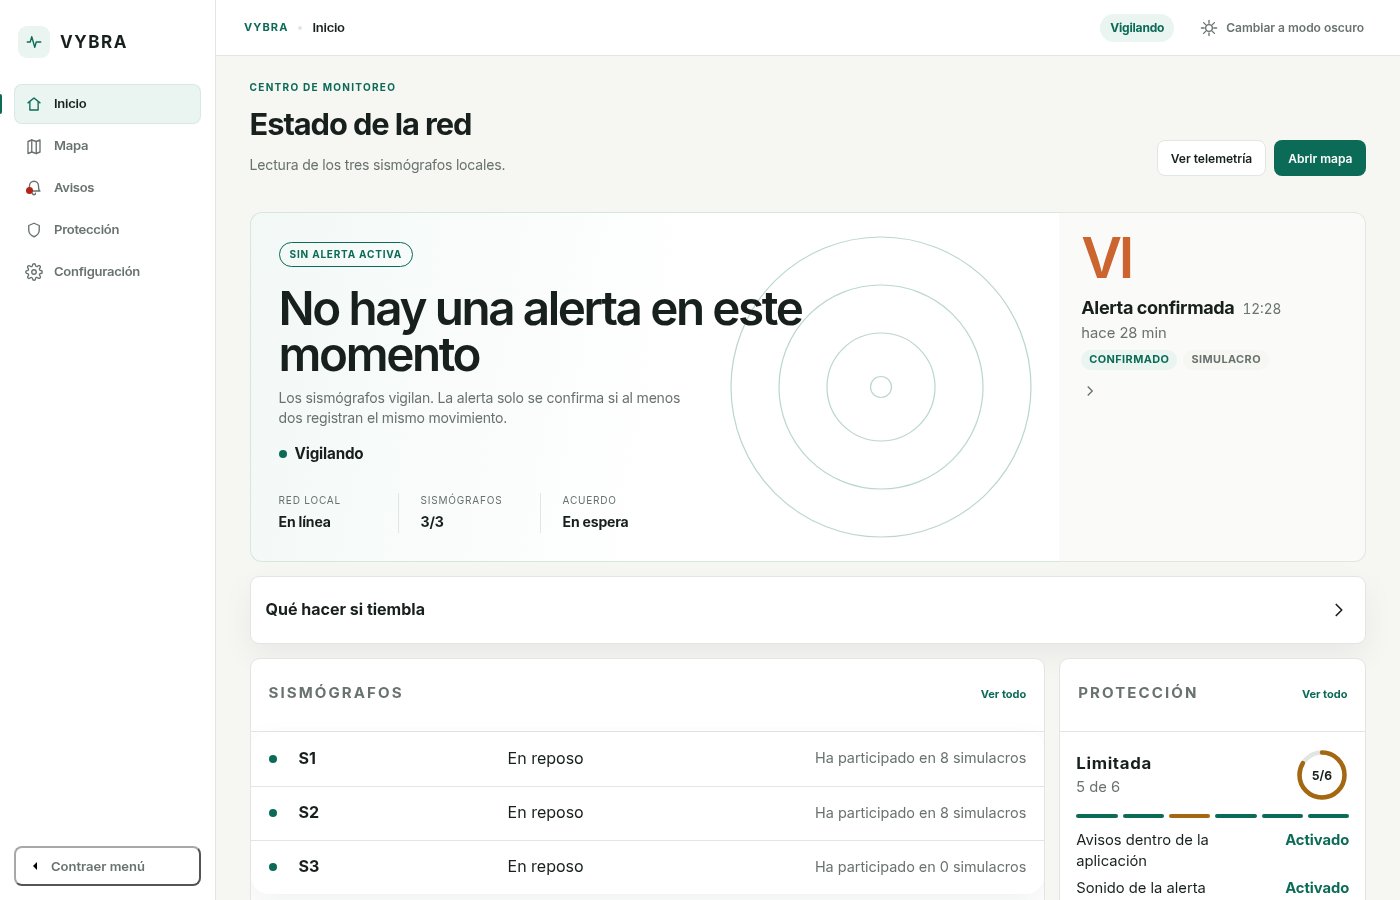 VYBRA
Inicio
Mapa
Avisos
Protección
Configuración
Contraer menú
VYBRA • Inicio
Vigilando
Cambiar a modo oscuro
CENTRO DE MONITOREO
Estado de la red
Lectura de los tres sismógrafos locales.
Ver telemetría
Abrir mapa
SIN ALERTA ACTIVA
No hay una alerta en este
momento
Los sismógrafos vigilan. La alerta solo se confirma si al menos
dos registran el mismo movimiento.
Vigilando
RED LOCAL
En línea
SISMÓGRAFOS
3/3
ACUERDO
En espera
VI
Alerta confirmada 12:28
hace 28 min
CONFIRMADO SIMULACRO
Qué hacer si tiembla
SISMÓGRAFOS Ver todo
S1 En reposo Ha participado en 8 simulacros
S2 En reposo Ha participado en 8 simulacros
S3 En reposo Ha participado en 0 simulacros
PROTECCIÓN Ver todo
Limitada
5 de 6
5/6
Avisos dentro de la
aplicación
Activado
Sonido de la alerta Activado